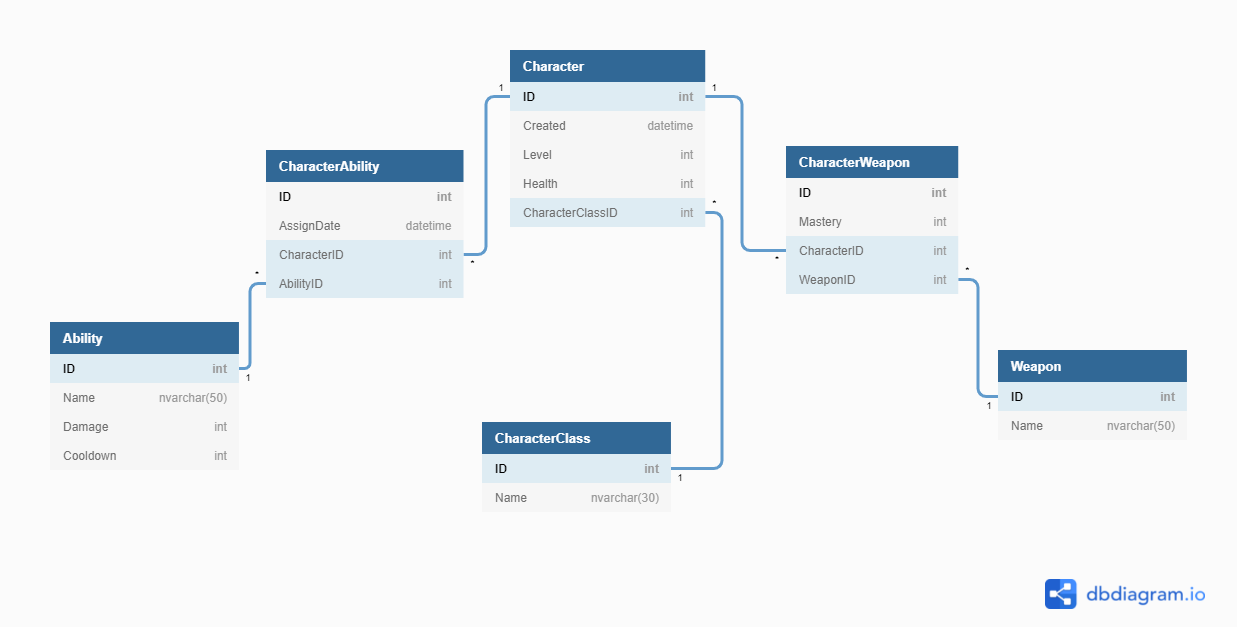 Character
1
ID int
1
Created datetime
Level int
Health int
CharacterClassID int
*
CharacterAbility
ID int
AssignDate datetime
CharacterID int
*
AbilityID int
*
CharacterWeapon
ID int
Mastery int
CharacterID int
*
WeaponID int
*
Ability
ID int
1
Name nvarchar(50)
Damage int
Cooldown int
Weapon
ID int
1
Name nvarchar(50)
CharacterClass
ID int
1
Name nvarchar(30)
dbdiagram.io